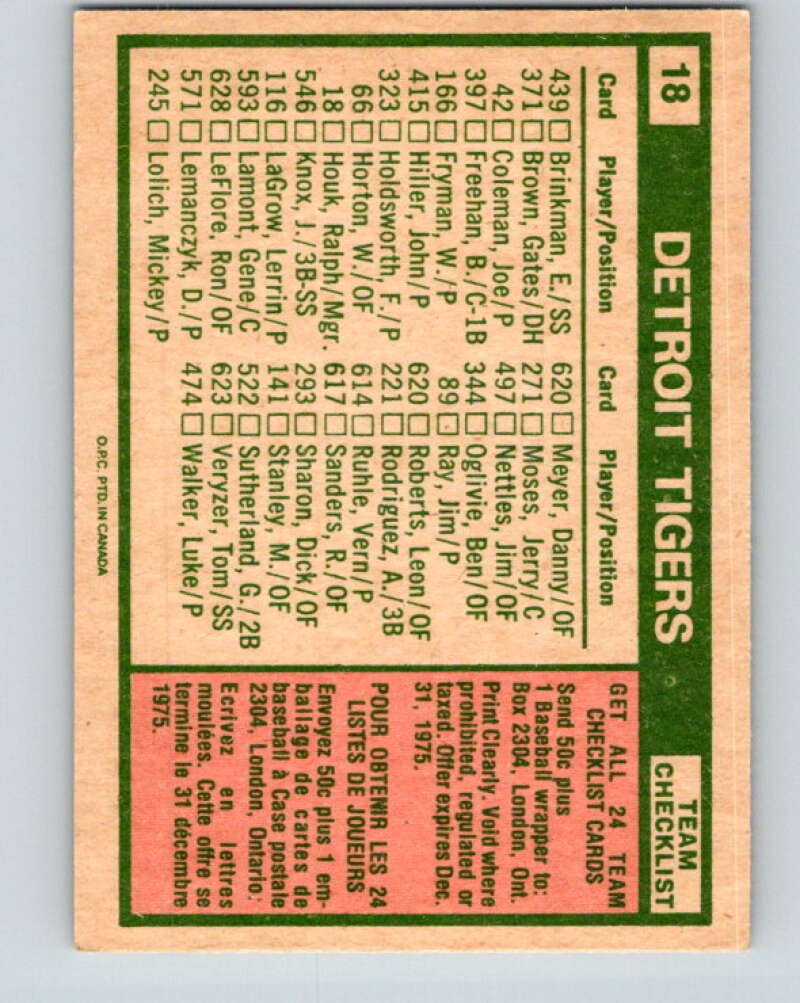 18 DETROIT TIGERS TEAM CHECKLIST
Card Player/Position Card Player/Position
439 Brinkman, E./SS
371 Brown, Gates/DH
42 Coleman, Joe/P
397 Freehan, B./C-1B
166 Fryman, W./P
415 Hiller, John/P
323 Holdsworth, F./P
66 Horton, W./OF
18 Houk, Ralph/Mgr.
546 Knox, J./3B-SS
116 LaGrow, Lerrin/P
593 Lamont, Gene/C
628 LeFlore, Ron/OF
571 Lemanczyk, D./P
245 Lolich, Mickey/P
620 Meyer, Danny/OF
271 Moses, Jerry/C
497 Nettles, Jim/OF
344 Oglivie, Ben/OF
89 Ray, Jim/P
620 Roberts, Leon/OF
221 Rodriguez, A./3B
614 Ruhle, Vern/P
617 Sanders, R./OF
293 Sharon, Dick/OF
141 Stanley, M./OF
522 Sutherland, G./2B
623 Veryzer, Tom/SS
474 Walker, Luke/P
GET ALL 24 TEAM
CHECKLIST CARDS
Send 50c plus
1 Baseball wrapper to:
Box 2304, London, Ont.
Print Clearly. Void where
prohibited, regulated or
taxed. Offer expires Dec.
31, 1975.
POUR OBTENIR LES 24
LISTES DE JOUEURS
Envoyez 50c plus 1 em-
ballage de cartes de
baseball à Case postale
2304, London, Ontario:
Ecrivez en lettres
moulées. Cette offre se
termine le 31 décembre
1975.
O.P.C. PTD. IN CANADA